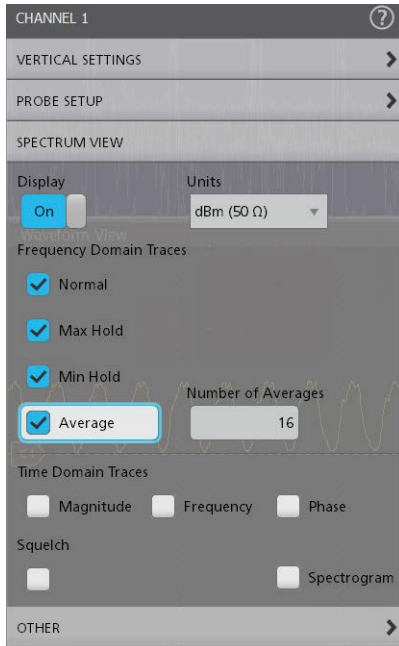 CHANNEL 1
?
VERTICAL SETTINGS
PROBE SETUP
SPECTRUM VIEW
Display
Units
On
dBm (50 Ω)
Waveform View
Frequency Domain Traces
Normal
Max Hold
Min Hold
Number of Averages
Average
16
Time Domain Traces
Magnitude
Frequency
Phase
Squelch
Spectrogram
OTHER